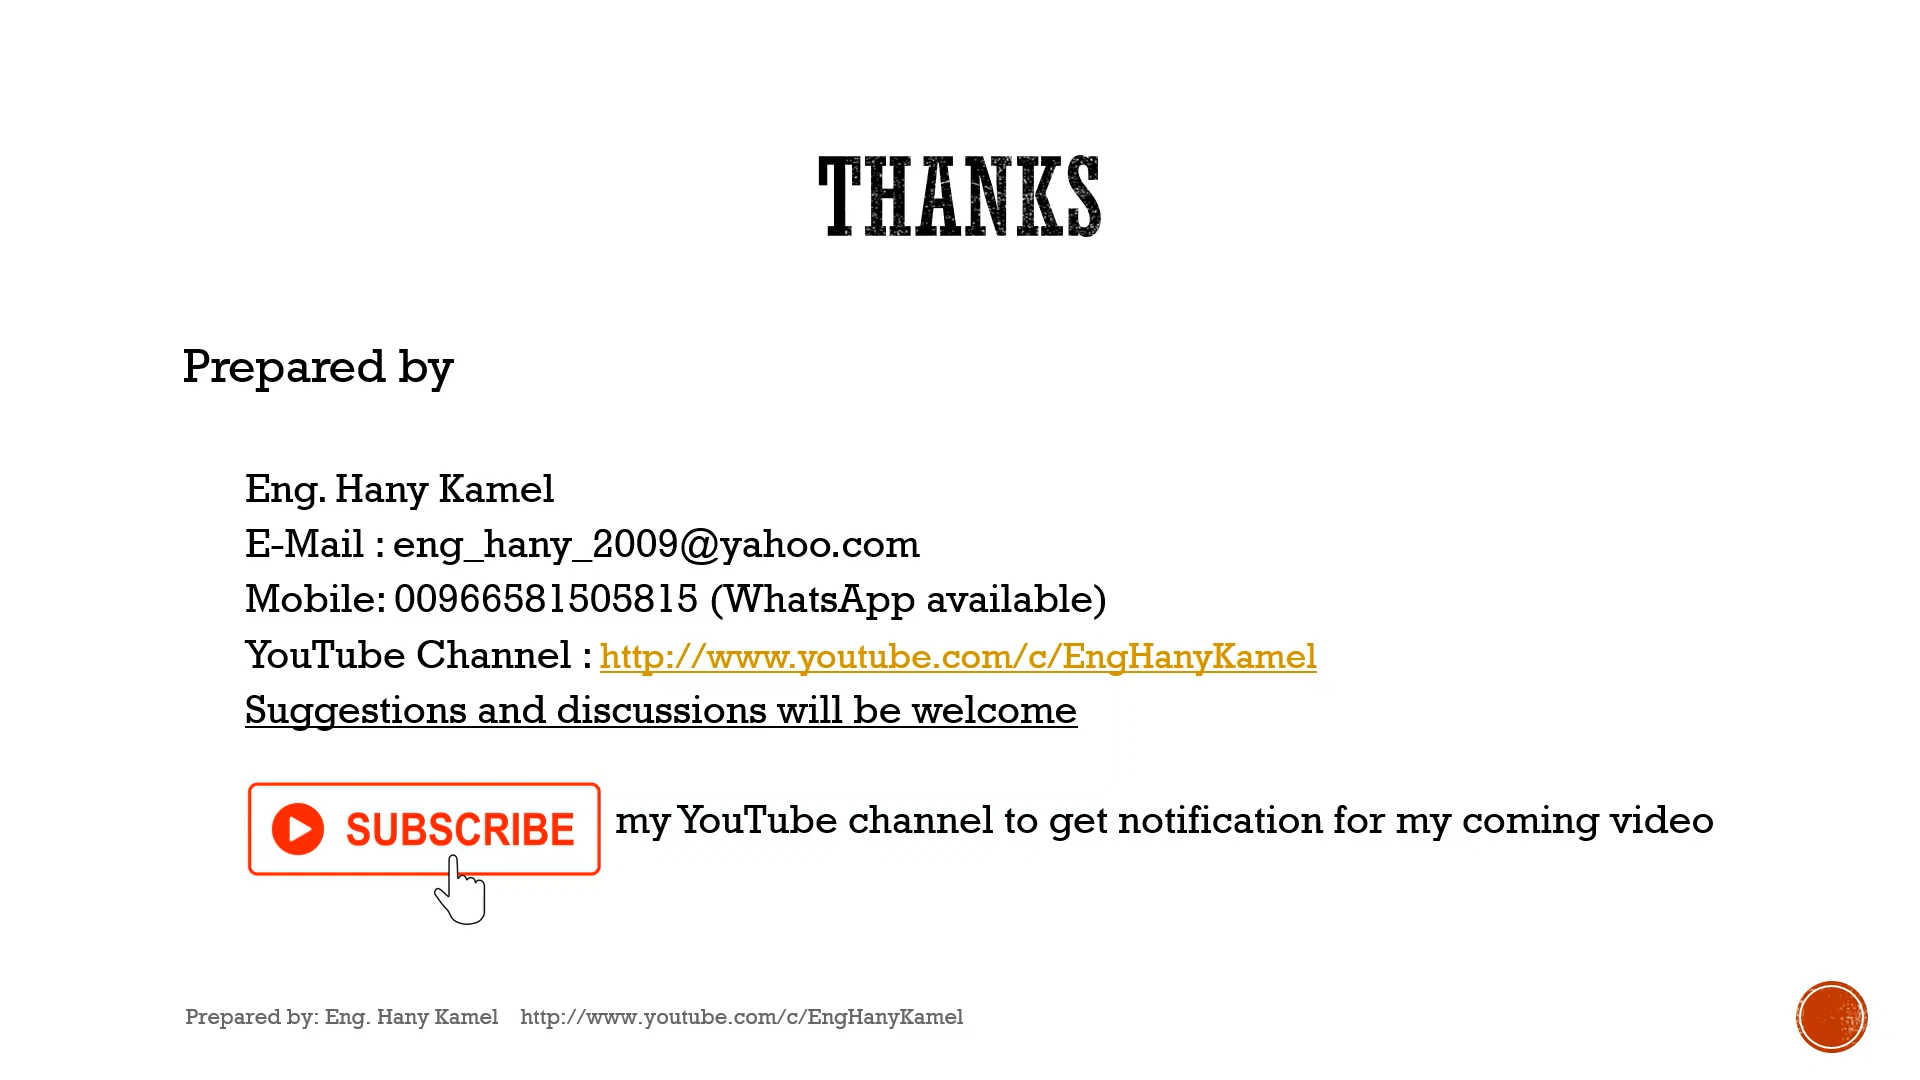 THANKS
Prepared by
Eng. Hany Kamel
E-Mail : eng_hany_2009@yahoo.com
Mobile: 00966581505815 (WhatsApp available)
YouTube Channel : http://www.youtube.com/c/EngHanyKamel
Suggestions and discussions will be welcome
SUBSCRIBE my YouTube channel to get notification for my coming video
Prepared by: Eng. Hany Kamel http://www.youtube.com/c/EngHanyKamel